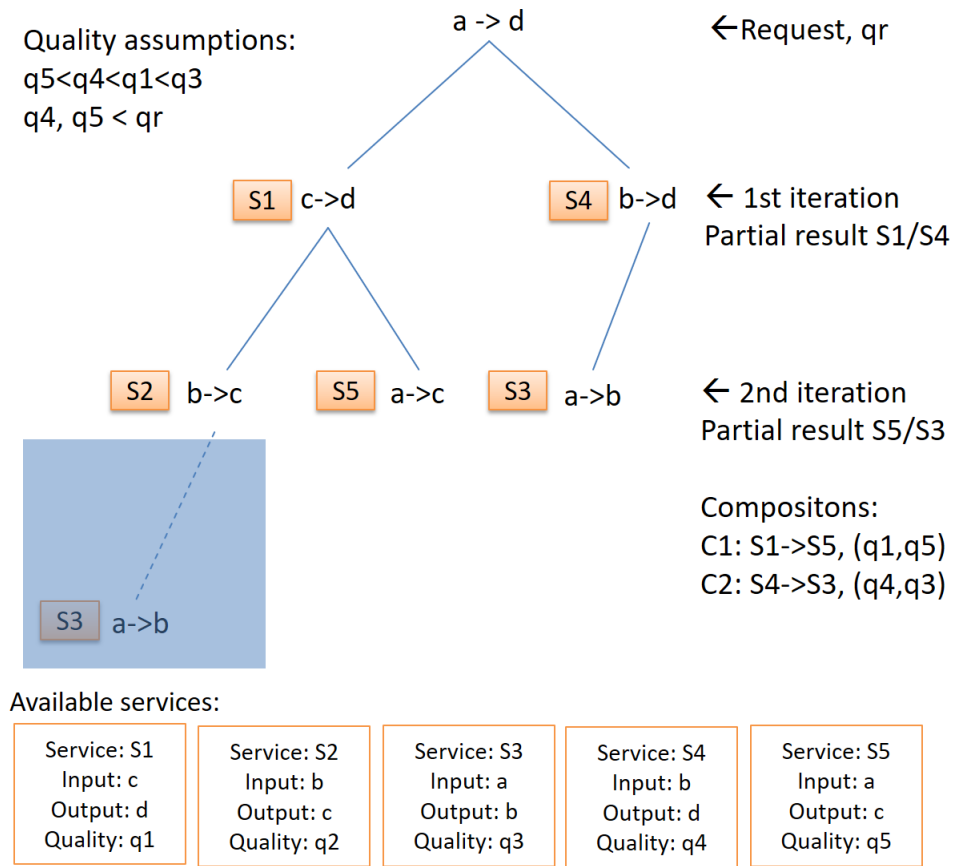 a -> d
Quality assumptions:
q5<q4<q1<q3
q4, q5 < qr
←Request, qr
S1 c->d
S4 b->d
← 1st iteration
Partial result S1/S4
S2 b->c
S5 a->c
S3 a->b
← 2nd iteration
Partial result S5/S3
Compositons:
C1: S1->S5, (q1,q5)
C2: S4->S3, (q4,q3)
S3 a->b
Available services:
Service: S1
Input: c
Output: d
Quality: q1
Service: S2
Input: b
Output: c
Quality: q2
Service: S3
Input: a
Output: b
Quality: q3
Service: S4
Input: b
Output: d
Quality: q4
Service: S5
Input: a
Output: c
Quality: q5